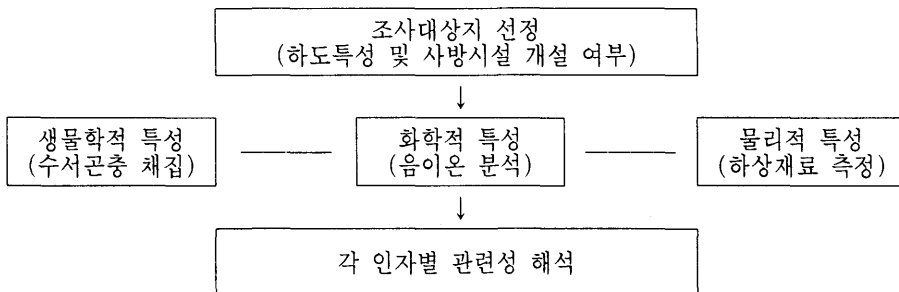 조사대상지 선정
(하도특성 및 사방시설 개설 여부)
↓
생물학적 특성
(수서곤충 채집)
화학적 특성
(음이온 분석)
물리적 특성
(하상재료 측정)
↓
각 인자별 관련성 해석